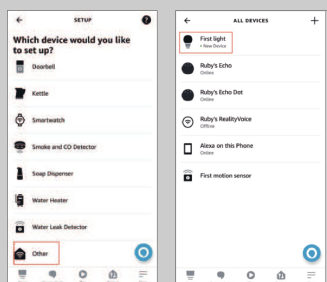 SETUP
Which device would you like
to set up?
Doorbell
Kettle
Smartwatch
Smoke and CO Detector
Soap Dispenser
Water Heater
Water Leak Detector
Other
ALL DEVICES
First light
• New Device
Ruby's Echo
Online
Ruby's Echo Dot
Online
Ruby's RealityVoice
Offline
Alexa on this Phone
Online
First motion sensor